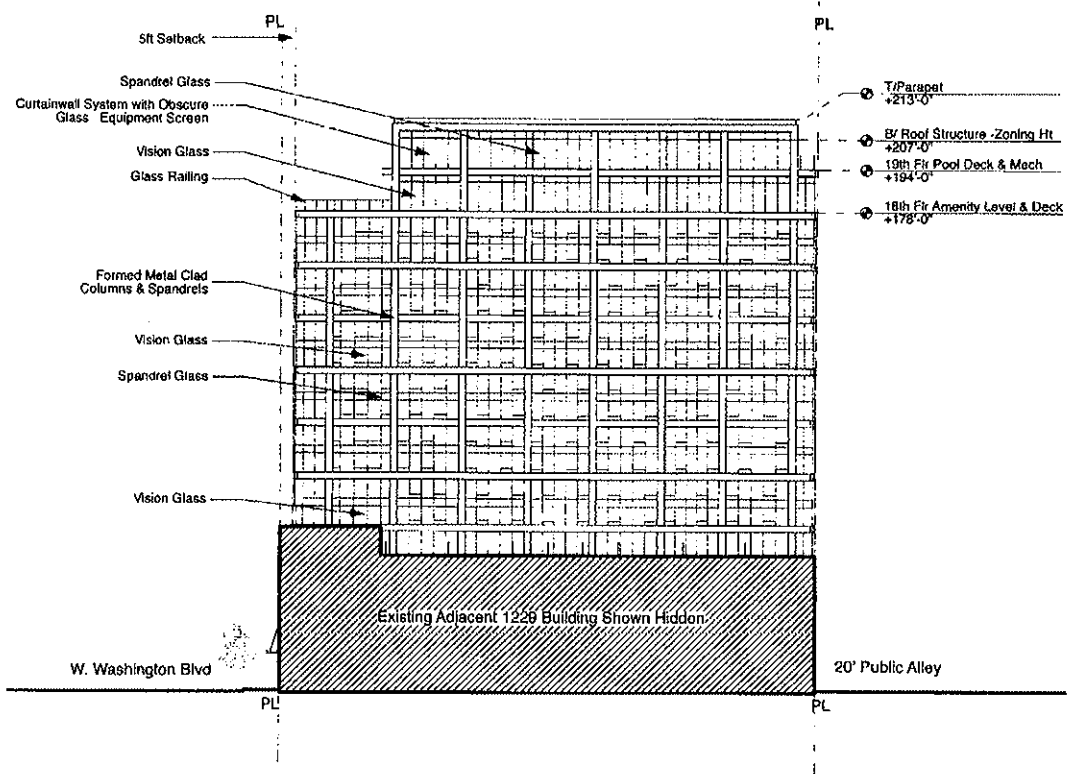 PL
PL
5ft Setback
Spandrel Glass
Curtainwall System with Obscure
Glass Equipment Screen
Vision Glass
Glass Railing
T/Parapet
+213'-0"
B/ Roof Structure -Zoning Ht
+207'-0"
19th Flr Pool Deck & Mech
+194'-0"
18th Flr Amenity Level & Deck
+178'-0"
Formed Metal Clad
Columns & Spandrels
Vision Glass
Spandrel Glass
Vision Glass
Existing Adjacent 1229 Building Shown Hidden
W. Washington Blvd
20' Public Alley
PL
PL